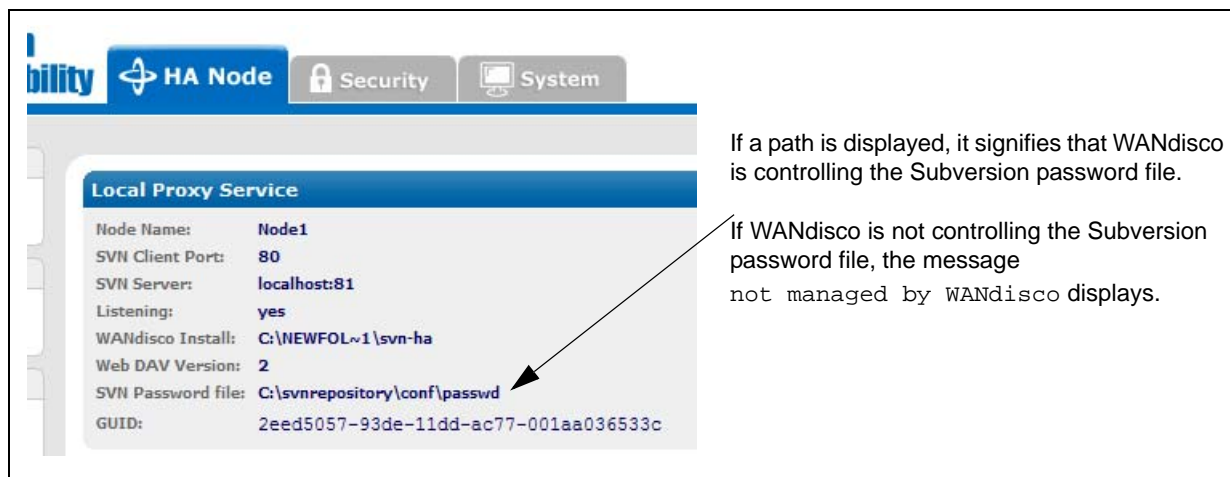 bility
HA Node
Security
System
If a path is displayed, it signifies that WANdisco
is controlling the Subversion password file.
If WANdisco is not controlling the Subversion
password file, the message
not managed by WANdisco displays.
Local Proxy Service
Node Name: Node1
SVN Client Port: 80
SVN Server: localhost:81
Listening: yes
WANdisco Install: C:\NEWFOL~1\svn-ha
Web DAV Version: 2
SVN Password file: C:\svnrepository\conf\passwd
GUID: 2eed5057-93de-11dd-ac77-001aa036533c